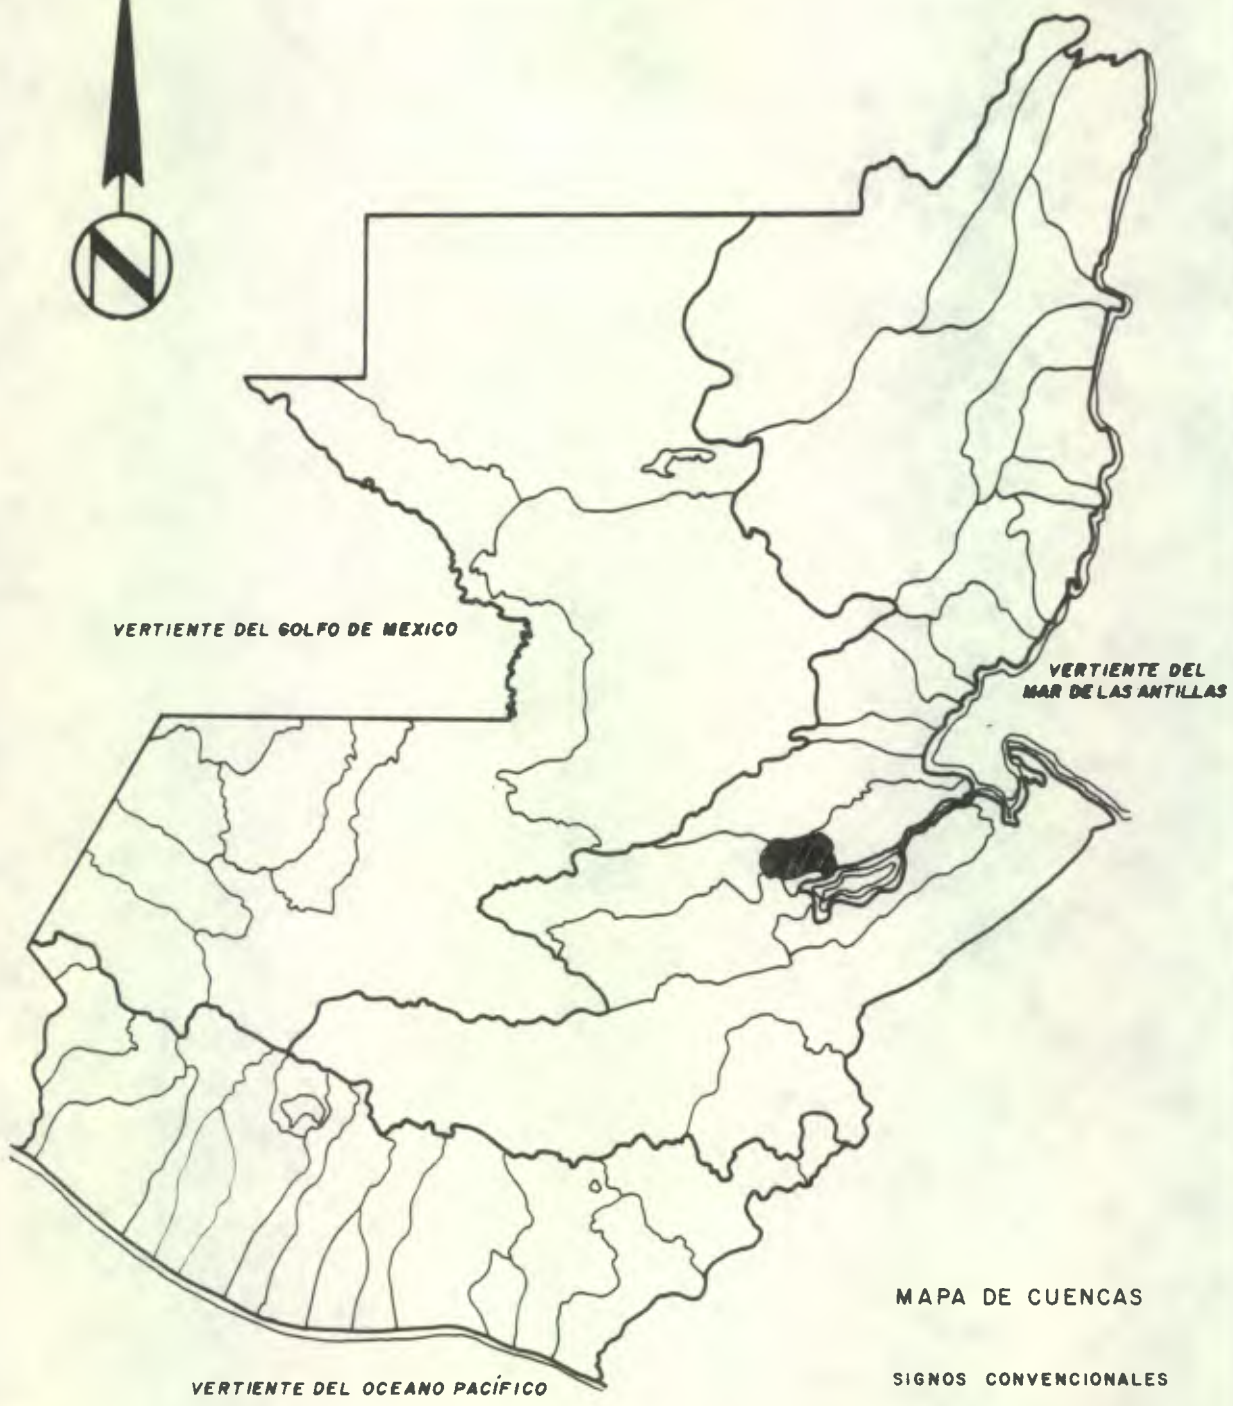 N
VERTIENTE DEL GOLFO DE MEXICO
VERTIENTE DEL
MAR DE LAS ANTILLAS
MAPA DE CUENCAS
SIGNOS CONVENCIONALES
VERTIENTE DEL OCEANO PACÍFICO